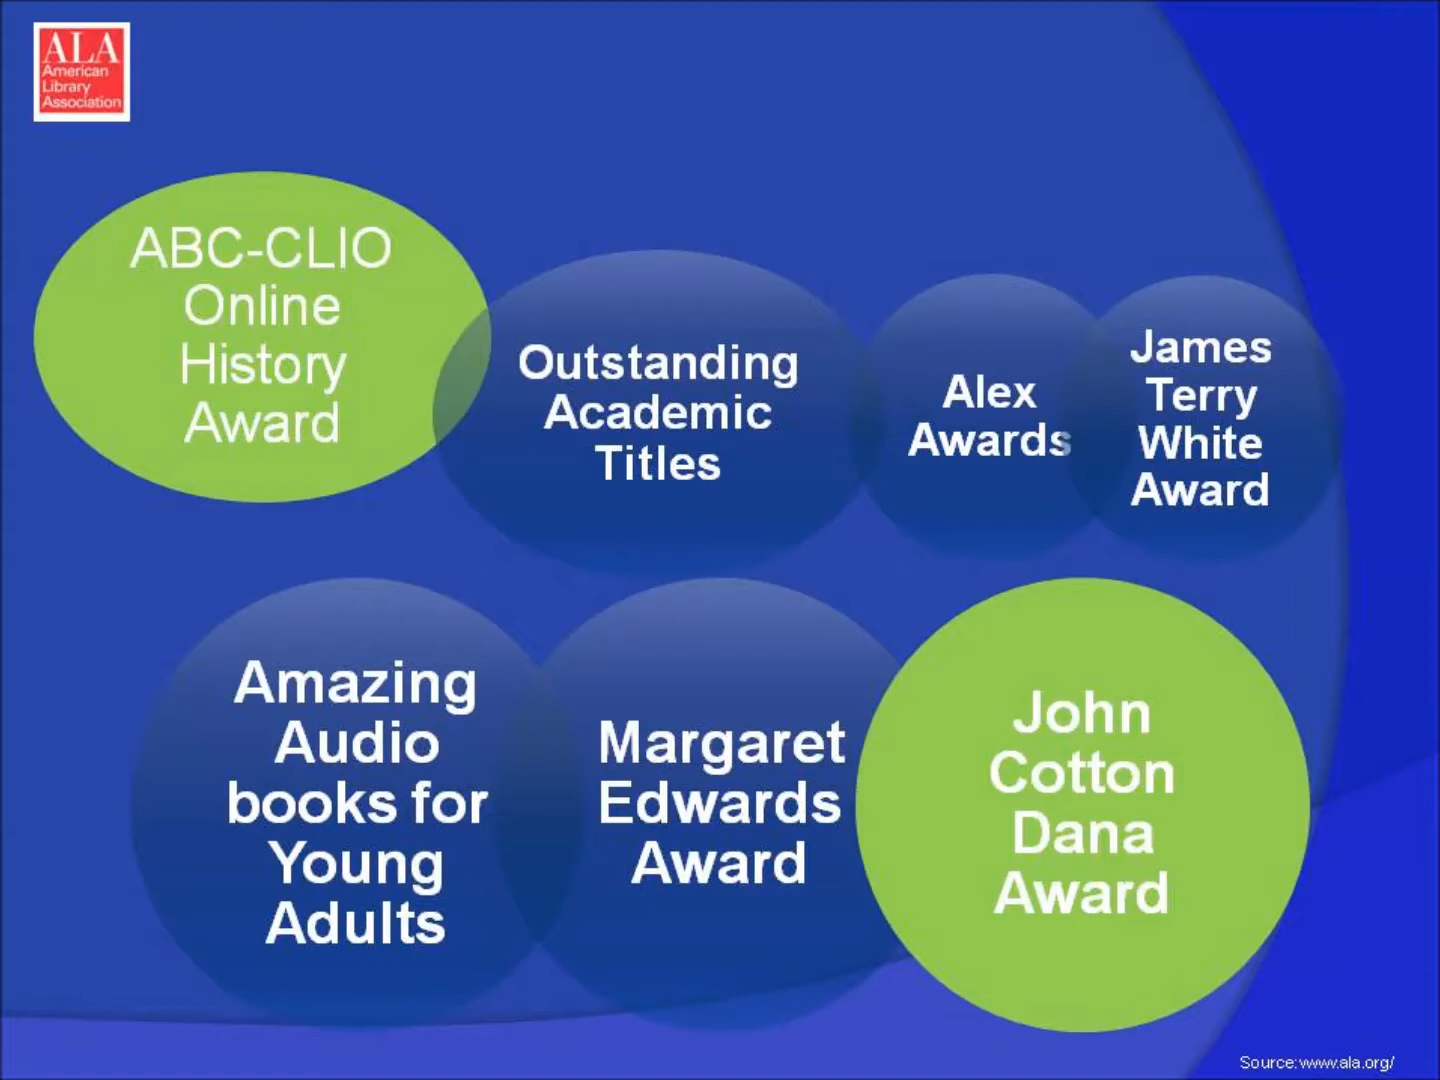 ALA
American
Library
Association
ABC-CLIO
Online
History
Award
Outstanding
Academic
Titles
Alex
Awards
James
Terry
White
Award
Amazing
Audio
books for
Young
Adults
Margaret
Edwards
Award
John
Cotton
Dana
Award
Source:www.ala.org/